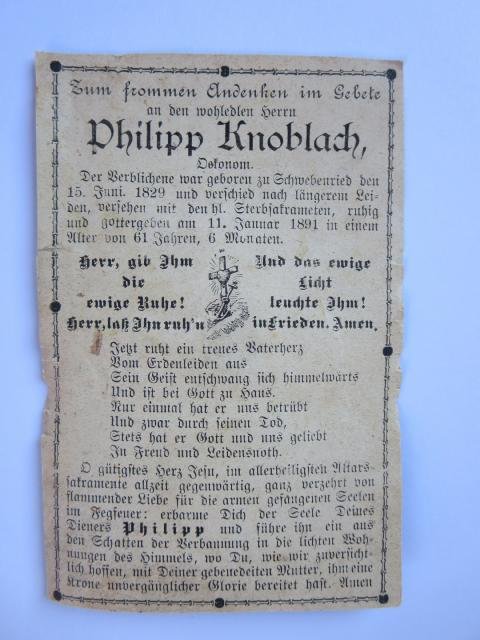 Zum frommen Andenken im Gebete
an den wohledlen Herrn
Philipp Knoblach,
Oekonom.
Der Verblichene war geboren zu Schwebenried den
15. Juni. 1829 und verschied nach längerem Lei-
den, versehen mit den hl. Sterbsakrameten, ruhig
und gottergeben am 11. Januar 1891 in einem
Alter von 61 Jahren, 6 Monaten.
Herr, gib Ihm Und das ewige
die Licht
ewige Ruhe! leuchte Ihm!
Herr, laß Ihn ruh'n in Frieden. Amen.
Jetzt ruht ein treues Vaterherz
Vom Erdenleiden aus
Sein Geist entschwang sich himmelwärts
Und ist bei Gott zu Haus.
Nur einmal hat er uns betrübt
Und zwar durch seinen Tod,
Stets hat er Gott und uns geliebt
In Freud und Leidensnoth.
O gütigstes Herz Jesu, im allerheiligsten Altars-
sakramente allzeit gegenwärtig, ganz verzehrt von
flammender Liebe für die armen gefangenen Seelen
im Fegfeuer: erbarme Dich der Seele Deines
Dieners Philipp und führe ihn ein aus
den Schatten der Verbannung in die lichten Woh-
nungen des Himmels, wo Du, wie wir zuversicht-
lich hoffen, mit Deiner gebenedeiten Mutter, ihm eine
Krone unvergänglicher Glorie bereitet hast. Amen